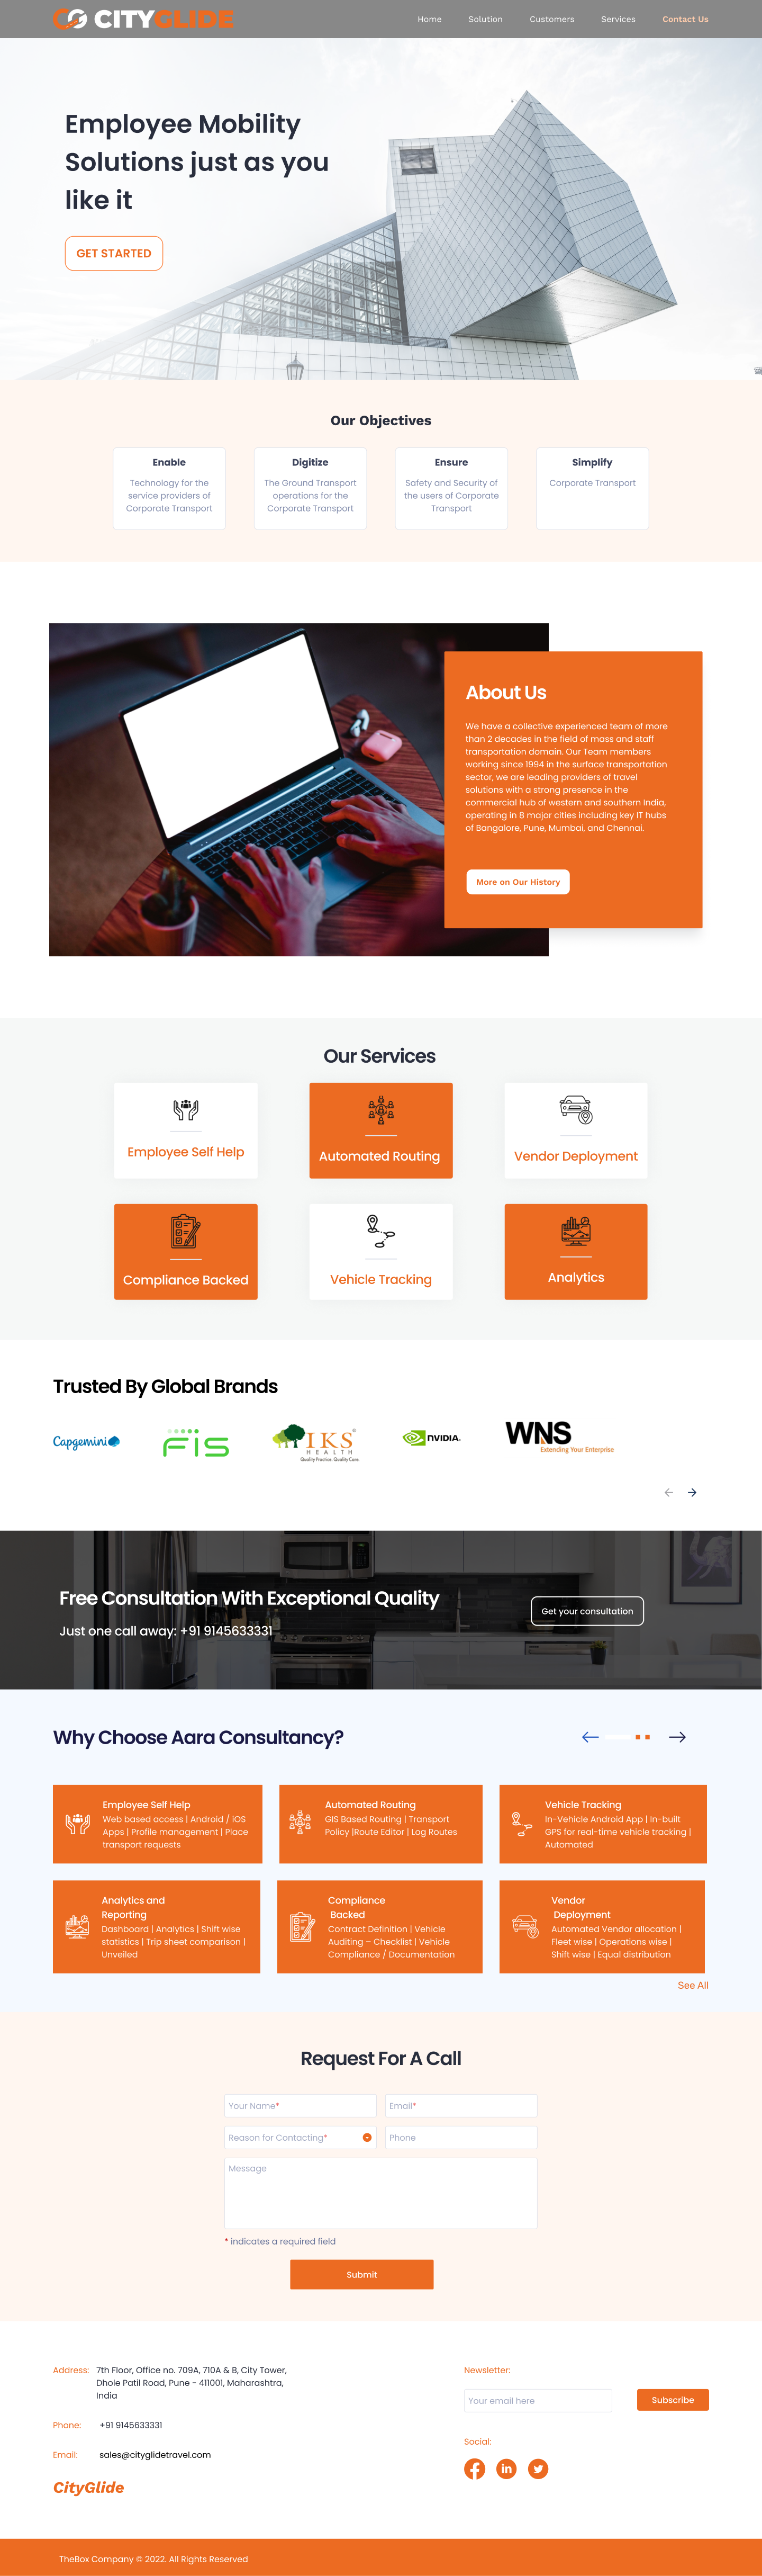 CITYGLIDE
Home Solution Customers Services Contact Us
Employee Mobility
Solutions just as you
like it
GET STARTED
Our Objectives
Enable
Technology for the
service providers of
Corporate Transport
Digitize
The Ground Transport
operations for the
Corporate Transport
Ensure
Safety and Security of
the users of Corporate
Transport
Simplify
Corporate Transport
About Us
We have a collective experienced team of more
than 2 decades in the field of mass and staff
transportation domain. Our Team members
working since 1994 in the surface transportation
sector, we are leading providers of travel
solutions with a strong presence in the
commercial hub of western and southern India,
operating in 8 major cities including key IT hubs
of Bangalore, Pune, Mumbai, and Chennai.
More on Our History
Our Services
Employee Self Help
Automated Routing
Vendor Deployment
Compliance Backed
Vehicle Tracking
Analytics
Trusted By Global Brands
Capgemini
FIS
IKS
HEALTH
Quality Practice. Quality Care.
NVIDIA.
WNS
Extending Your Enterprise
Free Consultation With Exceptional Quality
Just one call away: +91 9145633331
Get your consultation
Why Choose Aara Consultancy?
Employee Self Help
Web based access | Android / iOS
Apps | Profile management | Place
transport requests
Automated Routing
GIS Based Routing | Transport
Policy |Route Editor | Log Routes
Vehicle Tracking
In-Vehicle Android App | In-built
GPS for real-time vehicle tracking |
Automated
Analytics and
Reporting
Dashboard | Analytics | Shift wise
statistics | Trip sheet comparison |
Unveiled
Compliance
Backed
Contract Definition | Vehicle
Auditing – Checklist | Vehicle
Compliance / Documentation
Vendor
Deployment
Automated Vendor allocation |
Fleet wise | Operations wise |
Shift wise | Equal distribution
See All
Request For A Call
Your Name*
Email*
Reason for Contacting*
Phone
Message
* indicates a required field
Submit
Address: 7th Floor, Office no. 709A, 710A & B, City Tower,
Dhole Patil Road, Pune - 411001, Maharashtra,
India
Phone: +91 9145633331
Email: sales@cityglidetravel.com
CityGlide
Newsletter:
Your email here
Subscribe
Social:
TheBox Company © 2022. All Rights Reserved